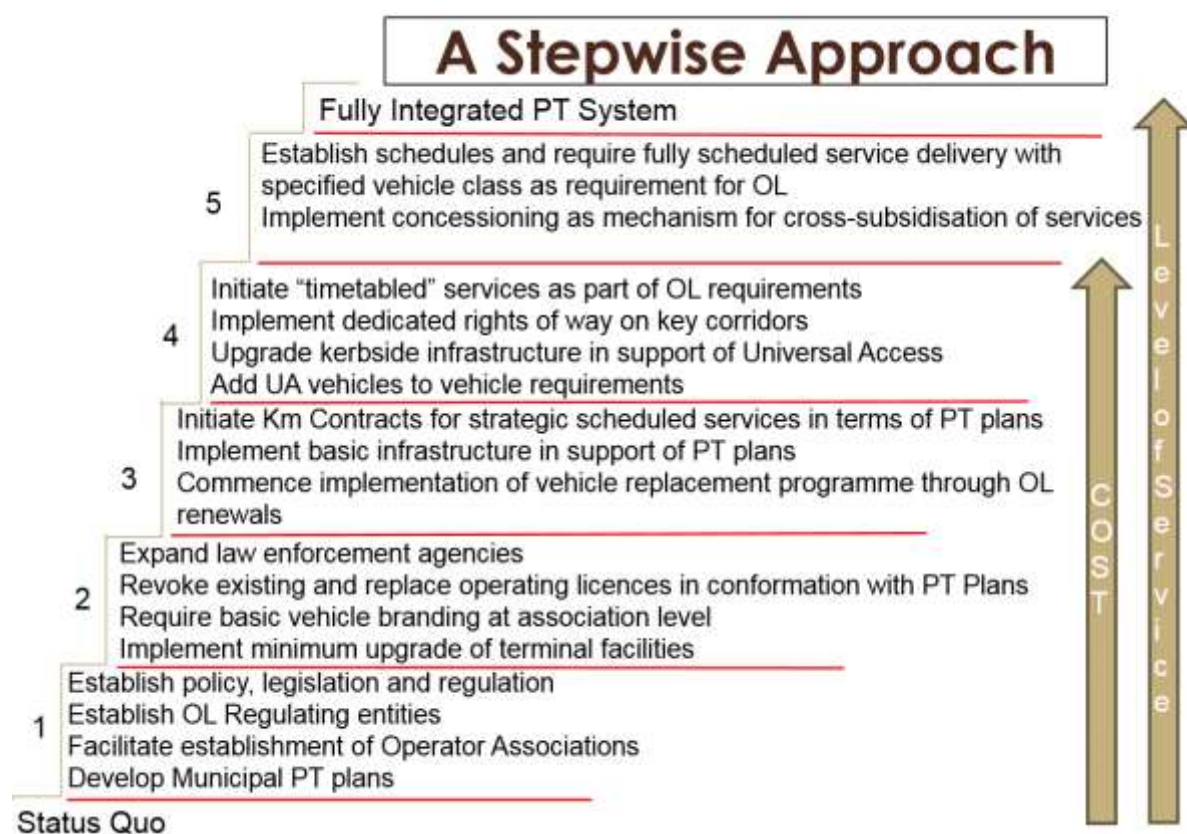 A Stepwise Approach
Fully Integrated PT System
5
Establish schedules and require fully scheduled service delivery with
specified vehicle class as requirement for OL
Implement concessioning as mechanism for cross-subsidisation of services
4
Initiate “timetabled” services as part of OL requirements
Implement dedicated rights of way on key corridors
Upgrade kerbside infrastructure in support of Universal Access
Add UA vehicles to vehicle requirements
3
Initiate Km Contracts for strategic scheduled services in terms of PT plans
Implement basic infrastructure in support of PT plans
Commence implementation of vehicle replacement programme through OL
renewals
2
Expand law enforcement agencies
Revoke existing and replace operating licences in conformation with PT Plans
Require basic vehicle branding at association level
Implement minimum upgrade of terminal facilities
1
Establish policy, legislation and regulation
Establish OL Regulating entities
Facilitate establishment of Operator Associations
Develop Municipal PT plans
Status Quo
COST
Level of Service